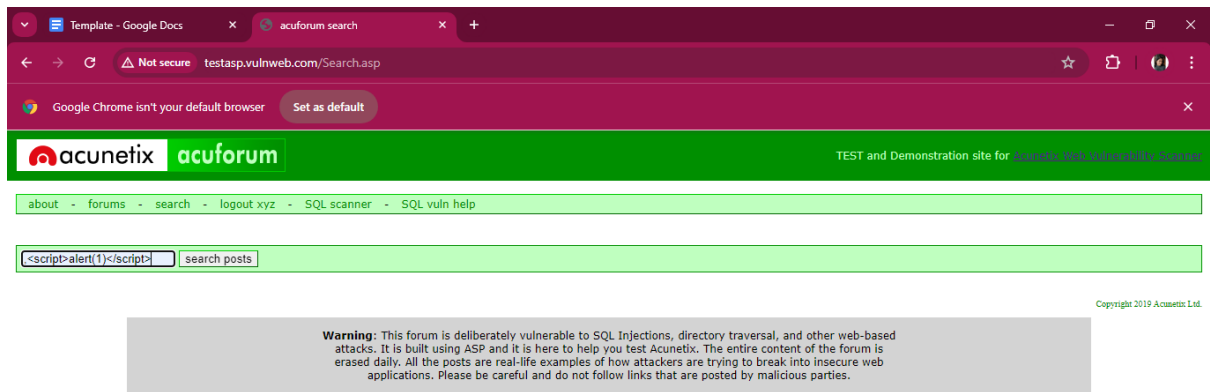 Template - Google Docs
acuforum search
Not secure testasp.vulnweb.com/Search.asp
Google Chrome isn't your default browser Set as default
acunetix acuforum
TEST and Demonstration site for Acunetix Web Vulnerability Scanner
about - forums - search - logout xyz - SQL scanner - SQL vuln help
<script>alert(1)</script> search posts
Copyright 2019 Acunetix Ltd.
Warning: This forum is deliberately vulnerable to SQL Injections, directory traversal, and other web-based
attacks. It is built using ASP and it is here to help you test Acunetix. The entire content of the forum is
erased daily. All the posts are real-life examples of how attackers are trying to break into insecure web
applications. Please be careful and do not follow links that are posted by malicious parties.